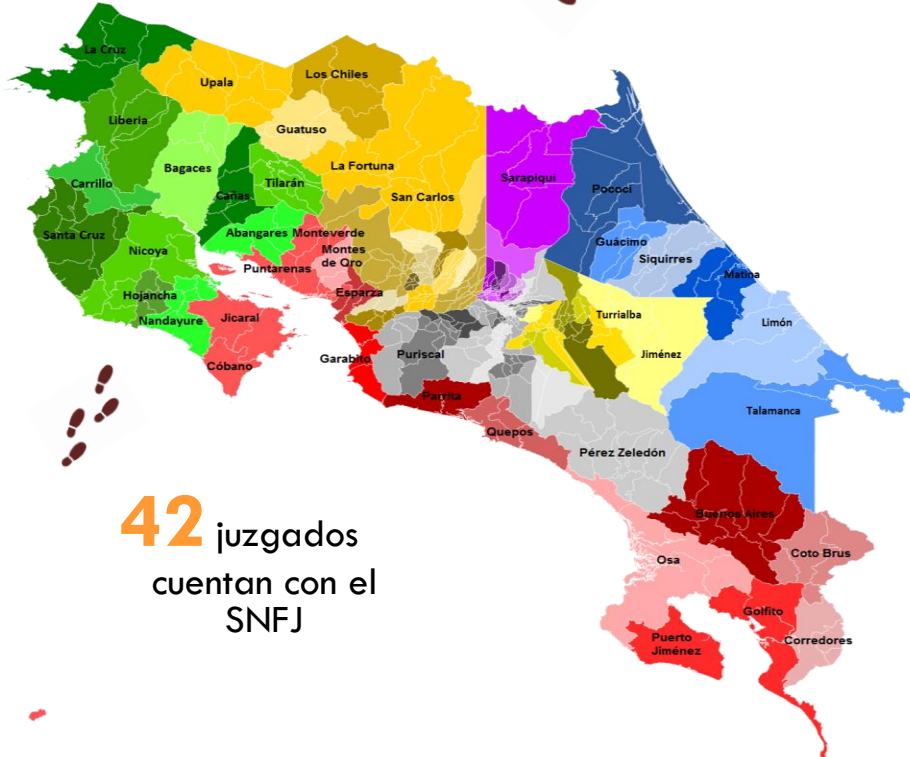 La Cruz
Upala
Los Chiles
Liberia
Guatuso
Bagaces
La Fortuna
Sarapiquí
Carrillo
Cañas
Tilarán
San Carlos
Pococí
Santa Cruz
Abangares
Monteverde
Guácimo
Nicoya
Montes
de Oro
Siquirres
Puntarenas
Matina
Hojancha
Esparza
Nandayure
Jicaral
Turrialba
Limón
Cóbano
Garabito
Puriscal
Jiménez
Parrita
Talamanca
Quepos
Pérez Zeledón
Buenos Aires
42 juzgados
cuentan con el
SNFJ
Osa
Coto Brus
Golfito
Puerto
Jiménez
Corredores